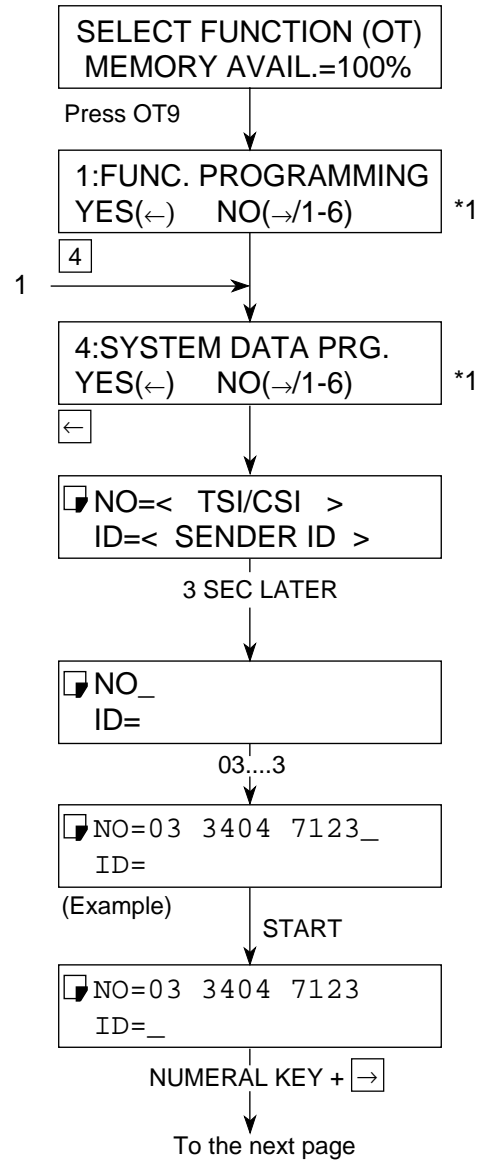 SELECT FUNCTION (OT)
MEMORY AVAIL.=100%
Press OT9
1:FUNC. PROGRAMMING
YES(←) NO(→/1-6) *1
4
1
4:SYSTEM DATA PRG.
YES(←) NO(→/1-6) *1
←
NO=< TSI/CSI >
ID=< SENDER ID >
3 SEC LATER
NO_
ID=
03....3
NO=03 3404 7123_
ID=
(Example)
START
NO=03 3404 7123
ID=_
NUMERAL KEY + →
To the next page